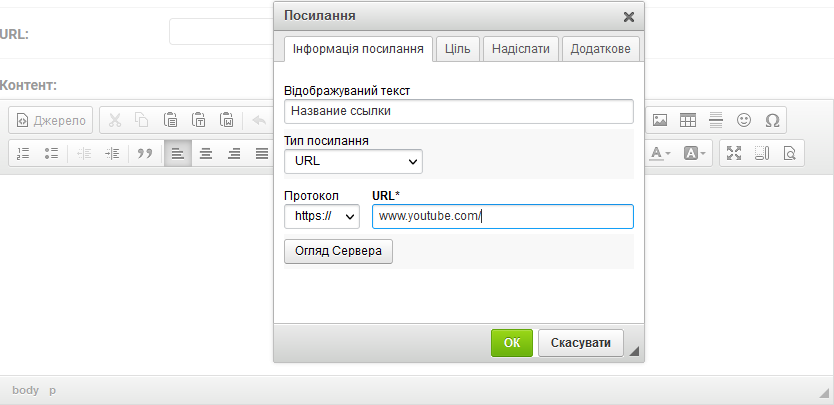 Посилання
URL:
Інформація посилання Ціль Надіслати Додаткове
Контент:
Відображуваний текст
Название ссылки
Джерело
Тип посилання
URL
Протокол URL*
https:// www.youtube.com/
Огляд Сервера
ОК Скасувати
body p